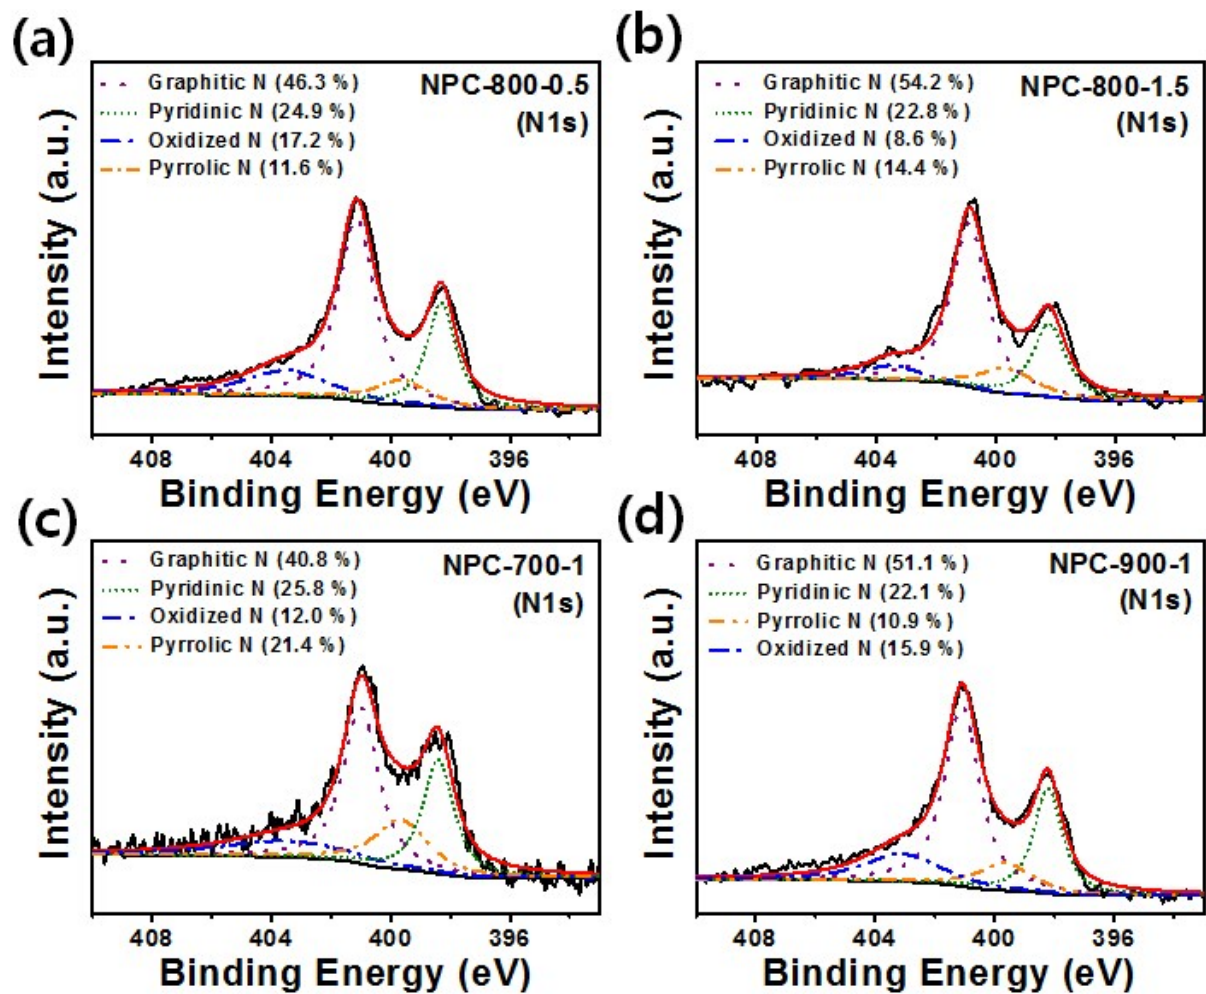 (a)
Graphitic N (46.3 %)
Pyridinic N (24.9 %)
Oxidized N (17.2 %)
Pyrrolic N (11.6 %)
NPC-800-0.5
(N1s)
Intensity (a.u.)
408 404 400 396
Binding Energy (eV)
(b)
Graphitic N (54.2 %)
Pyridinic N (22.8 %)
Oxidized N (8.6 %)
Pyrrolic N (14.4 %)
NPC-800-1.5
(N1s)
Intensity (a.u.)
408 404 400 396
Binding Energy (eV)
(c)
Graphitic N (40.8 %)
Pyridinic N (25.8 %)
Oxidized N (12.0 %)
Pyrrolic N (21.4 %)
NPC-700-1
(N1s)
Intensity (a.u.)
408 404 400 396
Binding Energy (eV)
(d)
Graphitic N (51.1 %)
Pyridinic N (22.1 %)
Pyrrolic N (10.9 %)
Oxidized N (15.9 %)
NPC-900-1
(N1s)
Intensity (a.u.)
408 404 400 396
Binding Energy (eV)